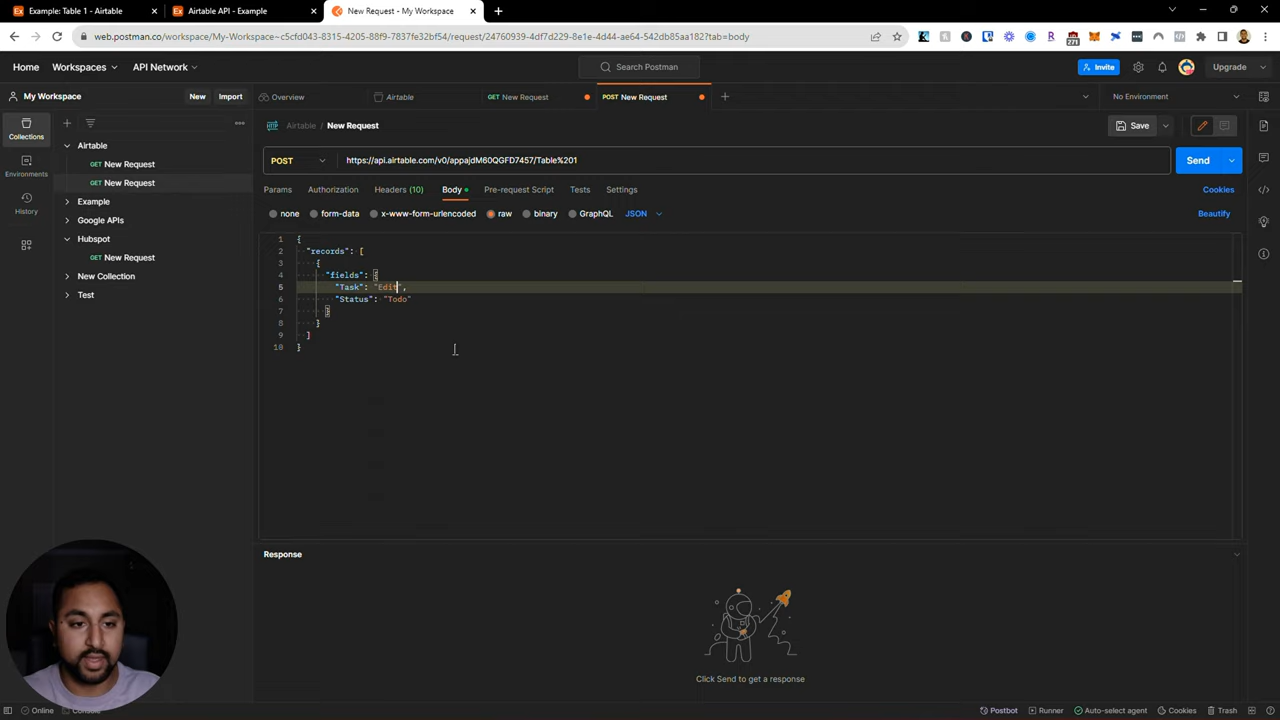 Example: Table 1 - Airtable
Airtable API - Example
New Request - My Workspace
web.postman.co/workspace/My-Workspace~c5cfd043-8315-4205-88f9-7837fe32bf54/request/24760939-4df7d229-8e1e-4d44-ae64-542db85aa182?tab=body
271
Home
Workspaces
API Network
Search Postman
Invite
Upgrade
My Workspace
New
Import
Overview
Airtable
New Request
POST New Request
No Environment
Collections
Environments
History
Airtable
GET New Request
GET New Request
Example
Google APIs
Hubspot
GET New Request
New Collection
Test
HTTP Airtable / New Request
Save
POST
https://api.airtable.com/v0/appajdM60QGFD7457/Table%201
Send
Params
Authorization
Headers (10)
Body
Pre-request Script
Tests
Settings
Cookies
none
form-data
x-www-form-urlencoded
raw
binary
GraphQL
JSON
Beautify
1 {
2 "records": [
3 {
4 "fields": {
5 "Task": "Edit",
6 "Status": "Todo"
7 }
8 }
9 ]
10 }
Response
Click Send to get a response
Online
Console
Postbot
Runner
Auto-select agent
Cookies
Trash